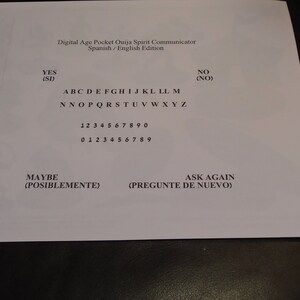 Digital Age Pocket Ouija Spirit Communicator
Spanish / English Edition
YES NO
(SI) (NO)
A B C D E F G H I J K L LL M
N N O P Q R S T U V W X Y Z
1 2 3 4 5 6 7 8 9 0
0 1 2 3 4 5 6 7 8 9
MAYBE ASK AGAIN
(POSIBLEMENTE) (PREGUNTE DE NUEVO)